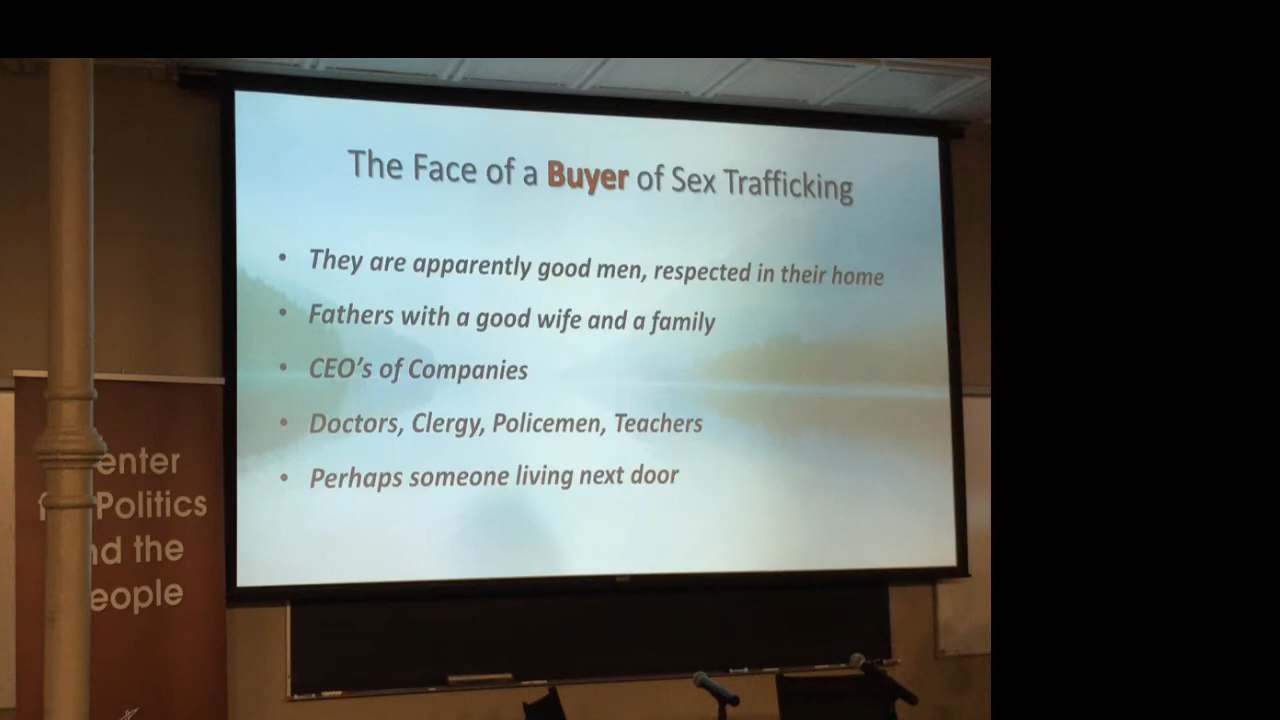 The Face of a Buyer of Sex Trafficking
• They are apparently good men, respected in their home
• Fathers with a good wife and a family
• CEO's of Companies
• Doctors, Clergy, Policemen, Teachers
• Perhaps someone living next door
enter
Politics
nd the
eople